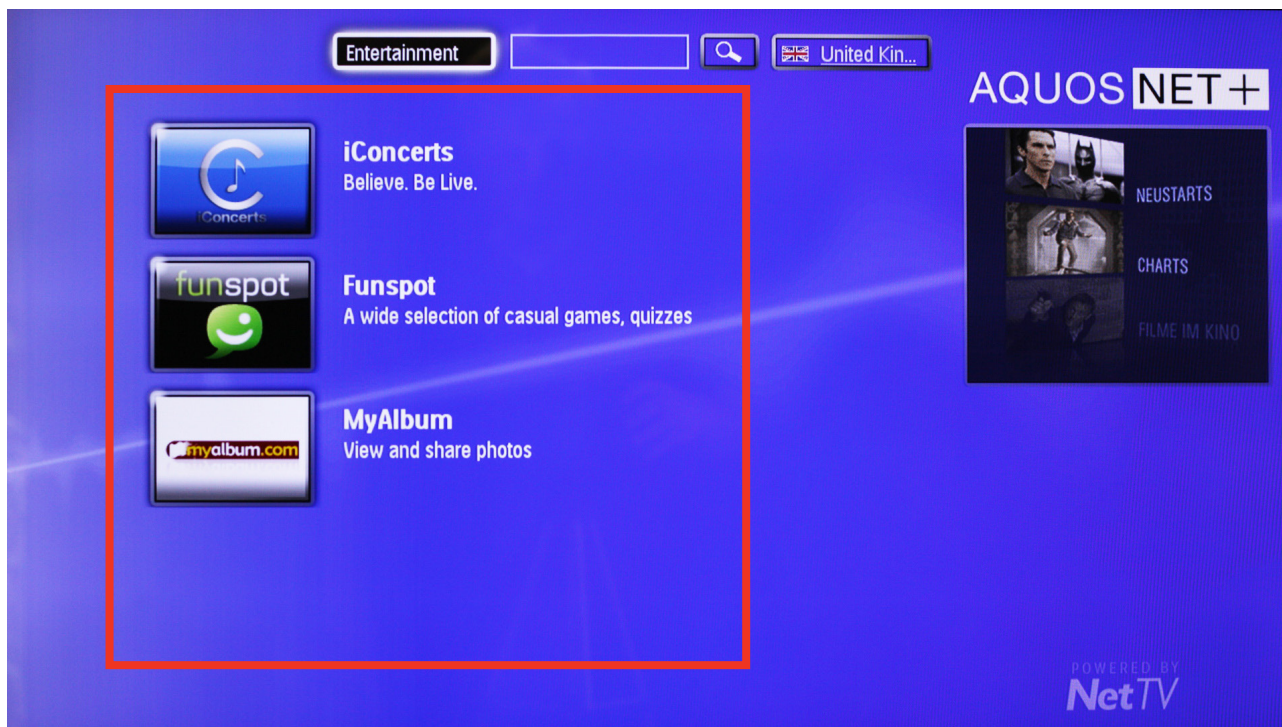 Entertainment
United Kin...
AQUOS NET+
iConcerts
iConcerts
Believe. Be Live.
NEUSTARTS
CHARTS
FILME IM KINO
funspot
Funspot
A wide selection of casual games, quizzes
myalbum.com
MyAlbum
View and share photos
POWERED BY
NetTV